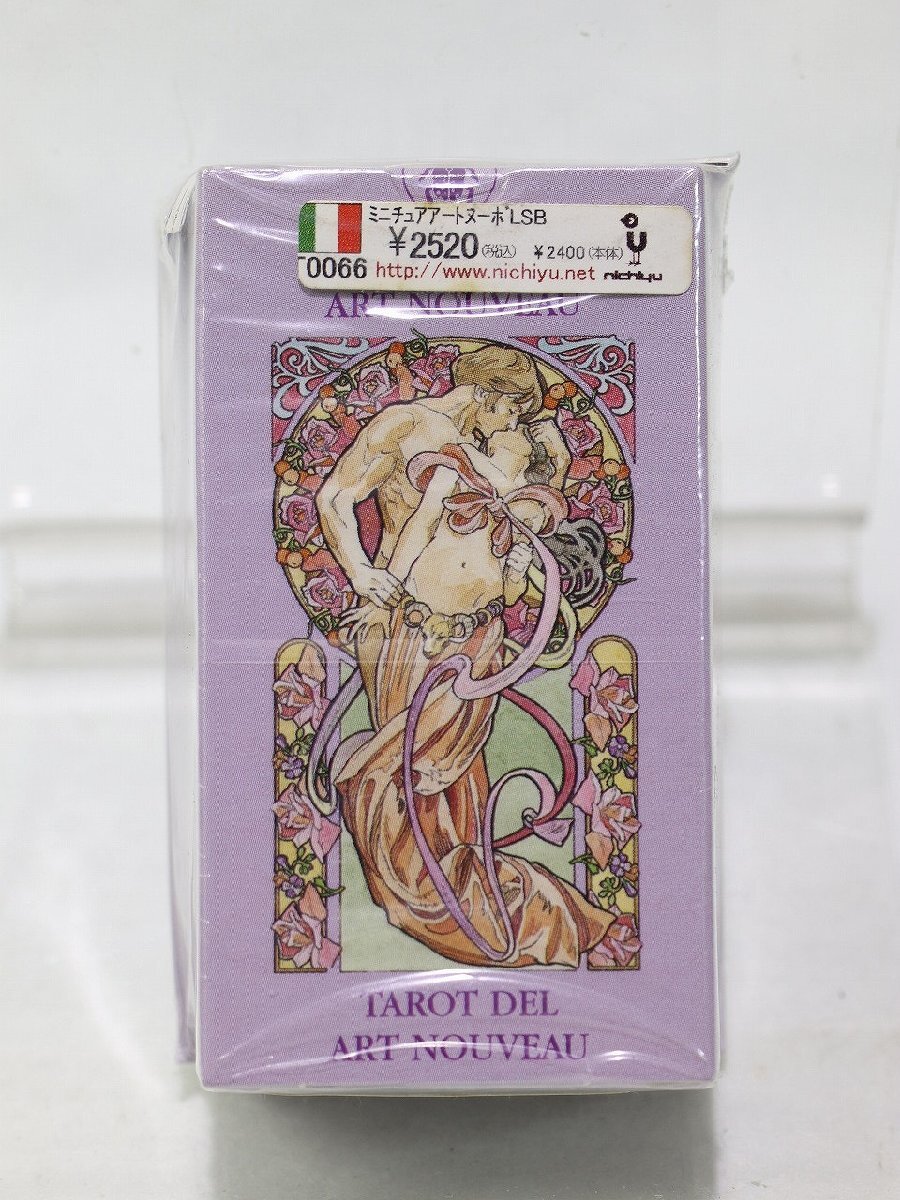 ミニチュアアートヌーボLSB
¥2520(税込) ¥2400(本体)
T0066 http://www.nichiyu.net nichiyu
ART NOUVEAU
TAROT DEL
ART NOUVEAU